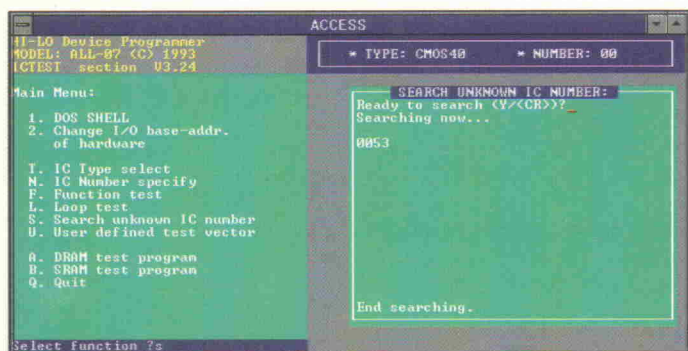 ACCESS
HI-LO Device Programmer
MODEL: ALL-07 (C) 1993
ICTEST section V3.24
* TYPE: CMOS40 * NUMBER: 00
Main Menu:
1. DOS SHELL
2. Change I/O base-addr.
of hardware
T. IC Type select
N. IC Number specify
F. Function test
L. Loop test
S. Search unknown IC number
U. User defined test vector
A. DRAM test program
B. SRAM test program
Q. Quit
Select function ?s
SEARCH UNKNOWN IC NUMBER:
Ready to search (Y/<CR>)?_
Searching now...
0053
End searching.